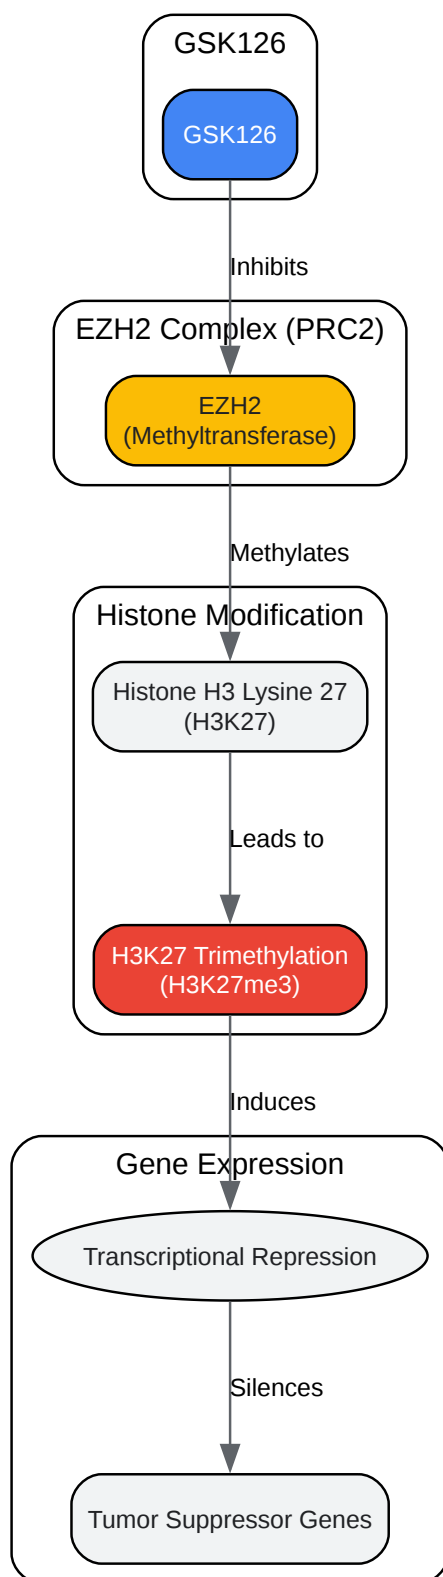 GSK126
GSK126
Inhibits
EZH2 Complex (PRC2)
EZH2
(Methyltransferase)
Methylates
Histone Modification
Histone H3 Lysine 27
(H3K27)
Leads to
H3K27 Trimethylation
(H3K27me3)
Induces
Gene Expression
Transcriptional Repression
Silences
Tumor Suppressor Genes